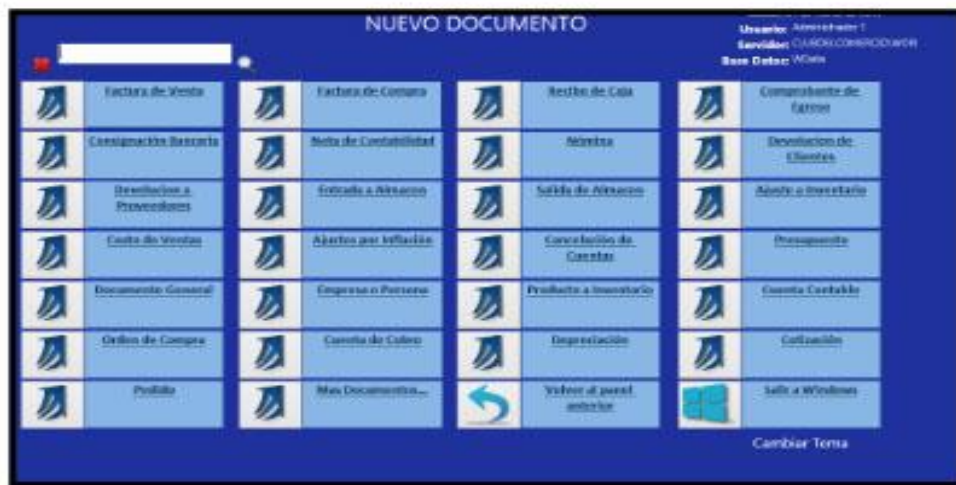 NUEVO DOCUMENTO
Usuario: Administrador 1
Servidor:
Base Datos:
Factura de Venta
Factura de Compra
Recibo de Caja
Comprobante de
Egreso
Consignación Bancaria
Nota de Contabilidad
Nómina
Devolucion de
Clientes
Devolucion a
Proveedores
Entrada a Almacen
Salida de Almacen
Ajuste a Inventario
Costo de Ventas
Ajustes por Inflación
Cancelación de
Cuentas
Presupuesto
Documento General
Empresa o Persona
Producto a Inventario
Cuenta Contable
Orden de Compra
Cuenta de Cobro
Depreciación
Cotización
Pedido
Mas Documentos...
Volver al panel
anterior
Salir a Windows
Cambiar Tema